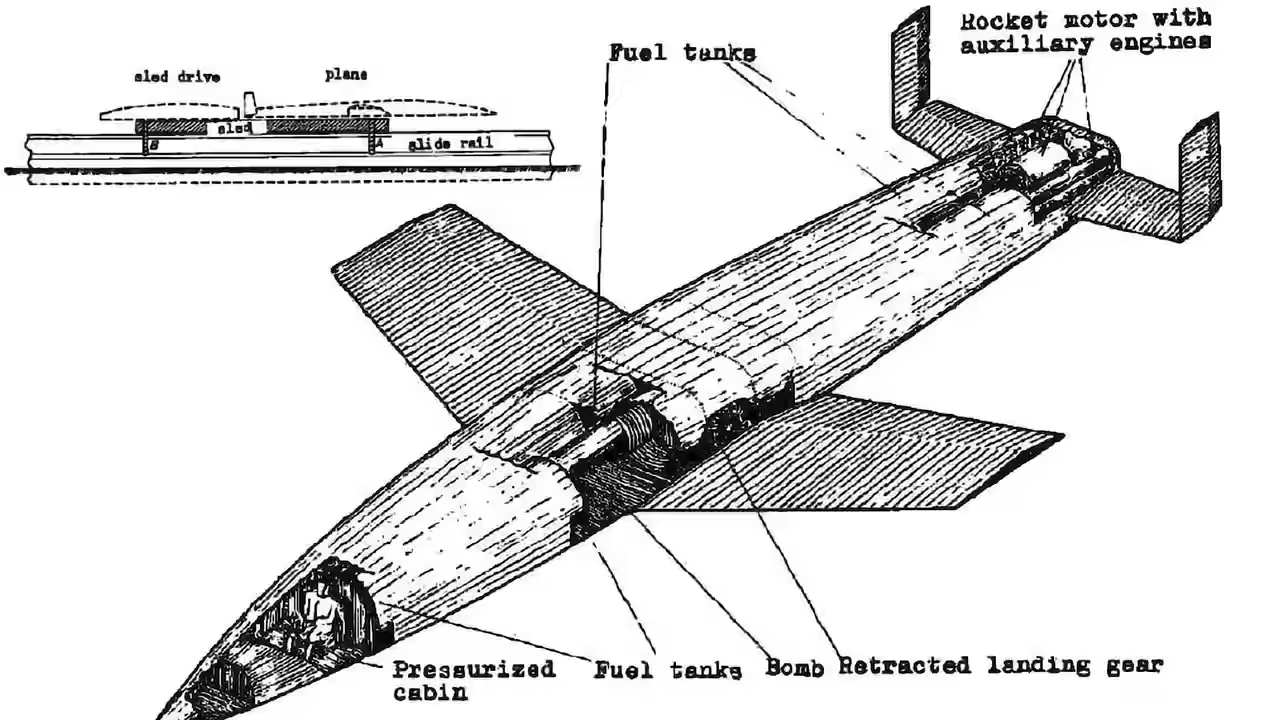 Rocket motor with
auxiliary engines
Fuel tanks
sled drive
plane
sled
B
A
glide rail
Pressurized
cabin
Fuel tanks
Bomb
Retracted landing gear